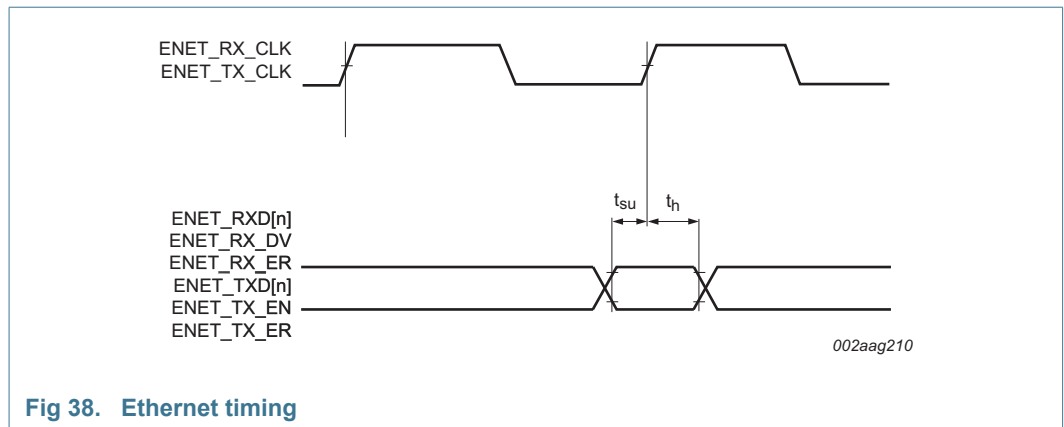 ENET_RX_CLK
ENET_TX_CLK
tsu
th
ENET_RXD[n]
ENET_RX_DV
ENET_RX_ER
ENET_TXD[n]
ENET_TX_EN
ENET_TX_ER
002aag210
Fig 38. Ethernet timing